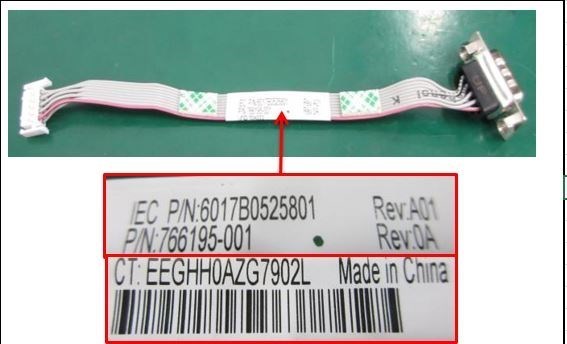 IEC P/N:6017B0525801 Rev:A01
P/N:766195-001 Rev:0A
CT: EEGHH0AZG7902L Made in China